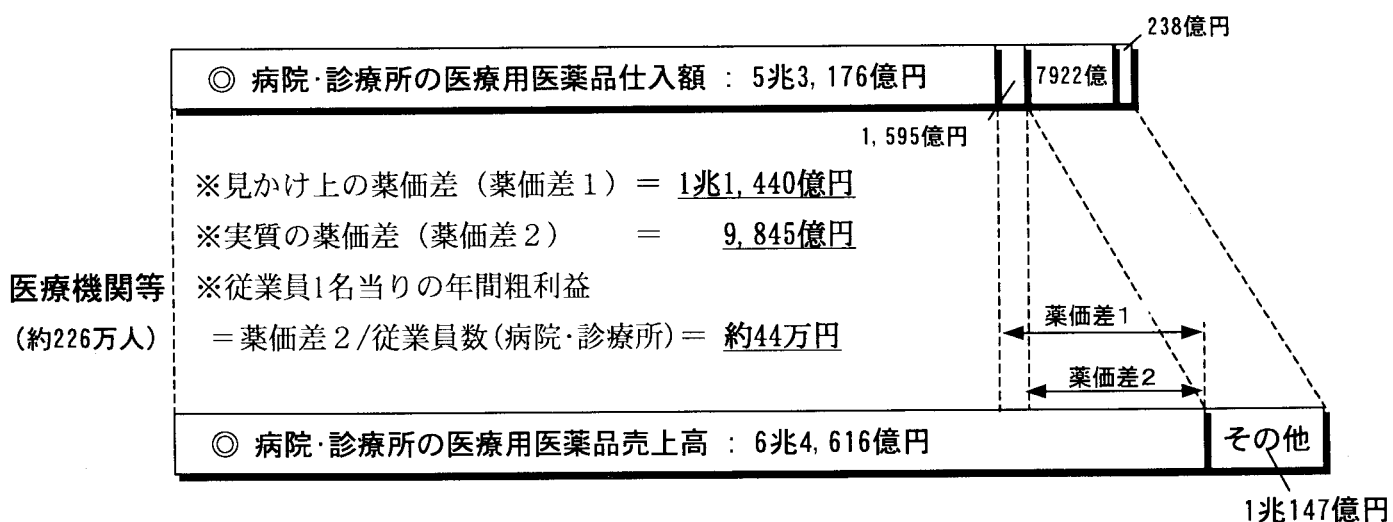 238億円
◎ 病院·診療所の医療用医薬品仕入額 : 5兆3,176億円
7922億
1,595億円
※見かけ上の薬価差（薬価差１）＝ 1兆1,440億円
※実質の薬価差（薬価差２） ＝ 9,845億円
医療機関等
(約226万人)
※従業員1名当りの年間粗利益
＝薬価差２/従業員数(病院·診療所)＝ 約44万円
薬価差1
薬価差2
◎ 病院·診療所の医療用医薬品売上高 : 6兆4,616億円
その他
1兆147億円